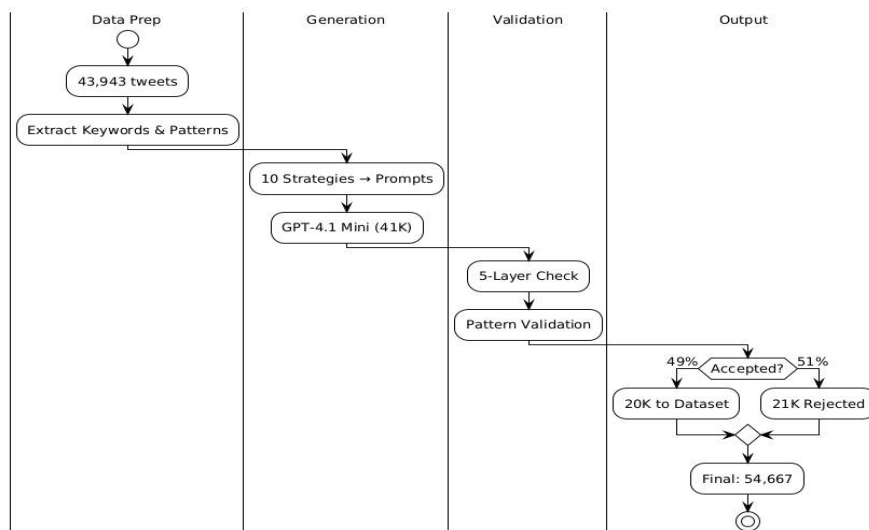 Data Prep
Generation
Validation
Output
43,943 tweets
Extract Keywords & Patterns
10 Strategies → Prompts
GPT-4.1 Mini (41K)
5-Layer Check
Pattern Validation
49%
Accepted?
51%
20K to Dataset
21K Rejected
Final: 54,667